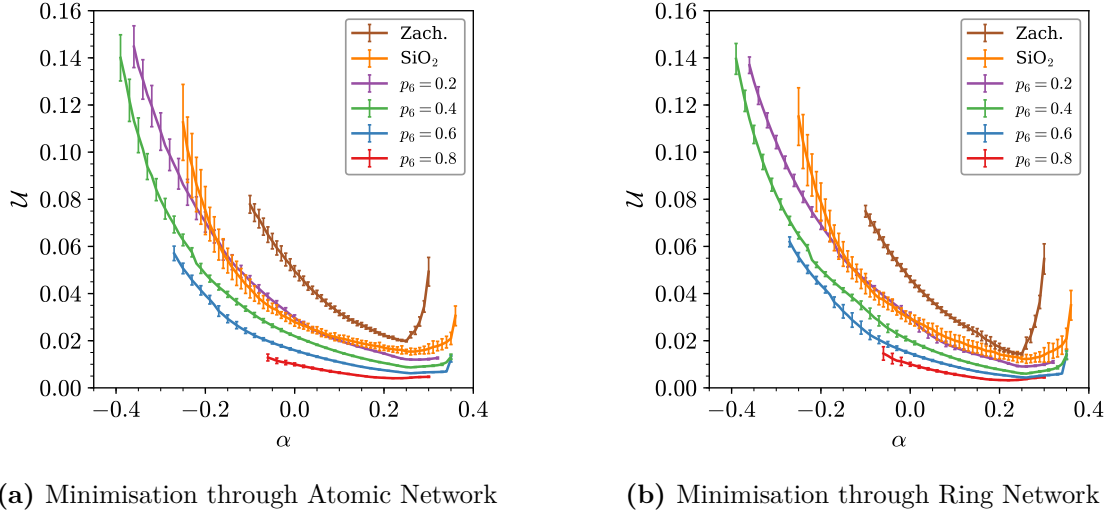 0.16
0.14
0.12
0.10
0.08
0.06
0.04
0.02
0.00
𝒰
−0.4
−0.2
0.0
0.2
0.4
α
Zach.
SiO₂
p₆ = 0.2
p₆ = 0.4
p₆ = 0.6
p₆ = 0.8
(a) Minimisation through Atomic Network
0.16
0.14
0.12
0.10
0.08
0.06
0.04
0.02
0.00
𝒰
−0.4
−0.2
0.0
0.2
0.4
α
Zach.
SiO₂
p₆ = 0.2
p₆ = 0.4
p₆ = 0.6
p₆ = 0.8
(b) Minimisation through Ring Network